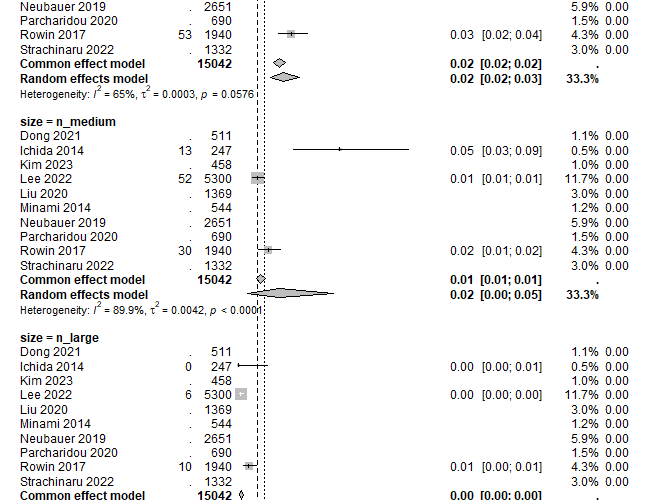 Neubauer 2019 . 2651 5.9% 0.00
Parcharidou 2020 . 690 1.5% 0.00
Rowin 2017 53 1940 0.03 [0.02; 0.04] 4.3% 0.00
Strachinaru 2022 . 1332 3.0% 0.00
Common effect model 15042 0.02 [0.02; 0.02] .
Random effects model 0.02 [0.02; 0.03] 33.3%
Heterogeneity: I² = 65%, τ² = 0.0003, p = 0.0576
size = n_medium
Dong 2021 . 511 1.1% 0.00
Ichida 2014 13 247 0.05 [0.03; 0.09] 0.5% 0.00
Kim 2023 . 458 1.0% 0.00
Lee 2022 52 5300 0.01 [0.01; 0.01] 11.7% 0.00
Liu 2020 . 1369 3.0% 0.00
Minami 2014 . 544 1.2% 0.00
Neubauer 2019 . 2651 5.9% 0.00
Parcharidou 2020 . 690 1.5% 0.00
Rowin 2017 30 1940 0.02 [0.01; 0.02] 4.3% 0.00
Strachinaru 2022 . 1332 3.0% 0.00
Common effect model 15042 0.01 [0.01; 0.01] .
Random effects model 0.02 [0.00; 0.05] 33.3%
Heterogeneity: I² = 89.9%, τ² = 0.0042, p < 0.0001
size = n_large
Dong 2021 . 511 1.1% 0.00
Ichida 2014 0 247 0.00 [0.00; 0.01] 0.5% 0.00
Kim 2023 . 458 1.0% 0.00
Lee 2022 6 5300 0.00 [0.00; 0.00] 11.7% 0.00
Liu 2020 . 1369 3.0% 0.00
Minami 2014 . 544 1.2% 0.00
Neubauer 2019 . 2651 5.9% 0.00
Parcharidou 2020 . 690 1.5% 0.00
Rowin 2017 10 1940 0.01 [0.00; 0.01] 4.3% 0.00
Strachinaru 2022 . 1332 3.0% 0.00
Common effect model 15042 0.00 [0.00; 0.00] .